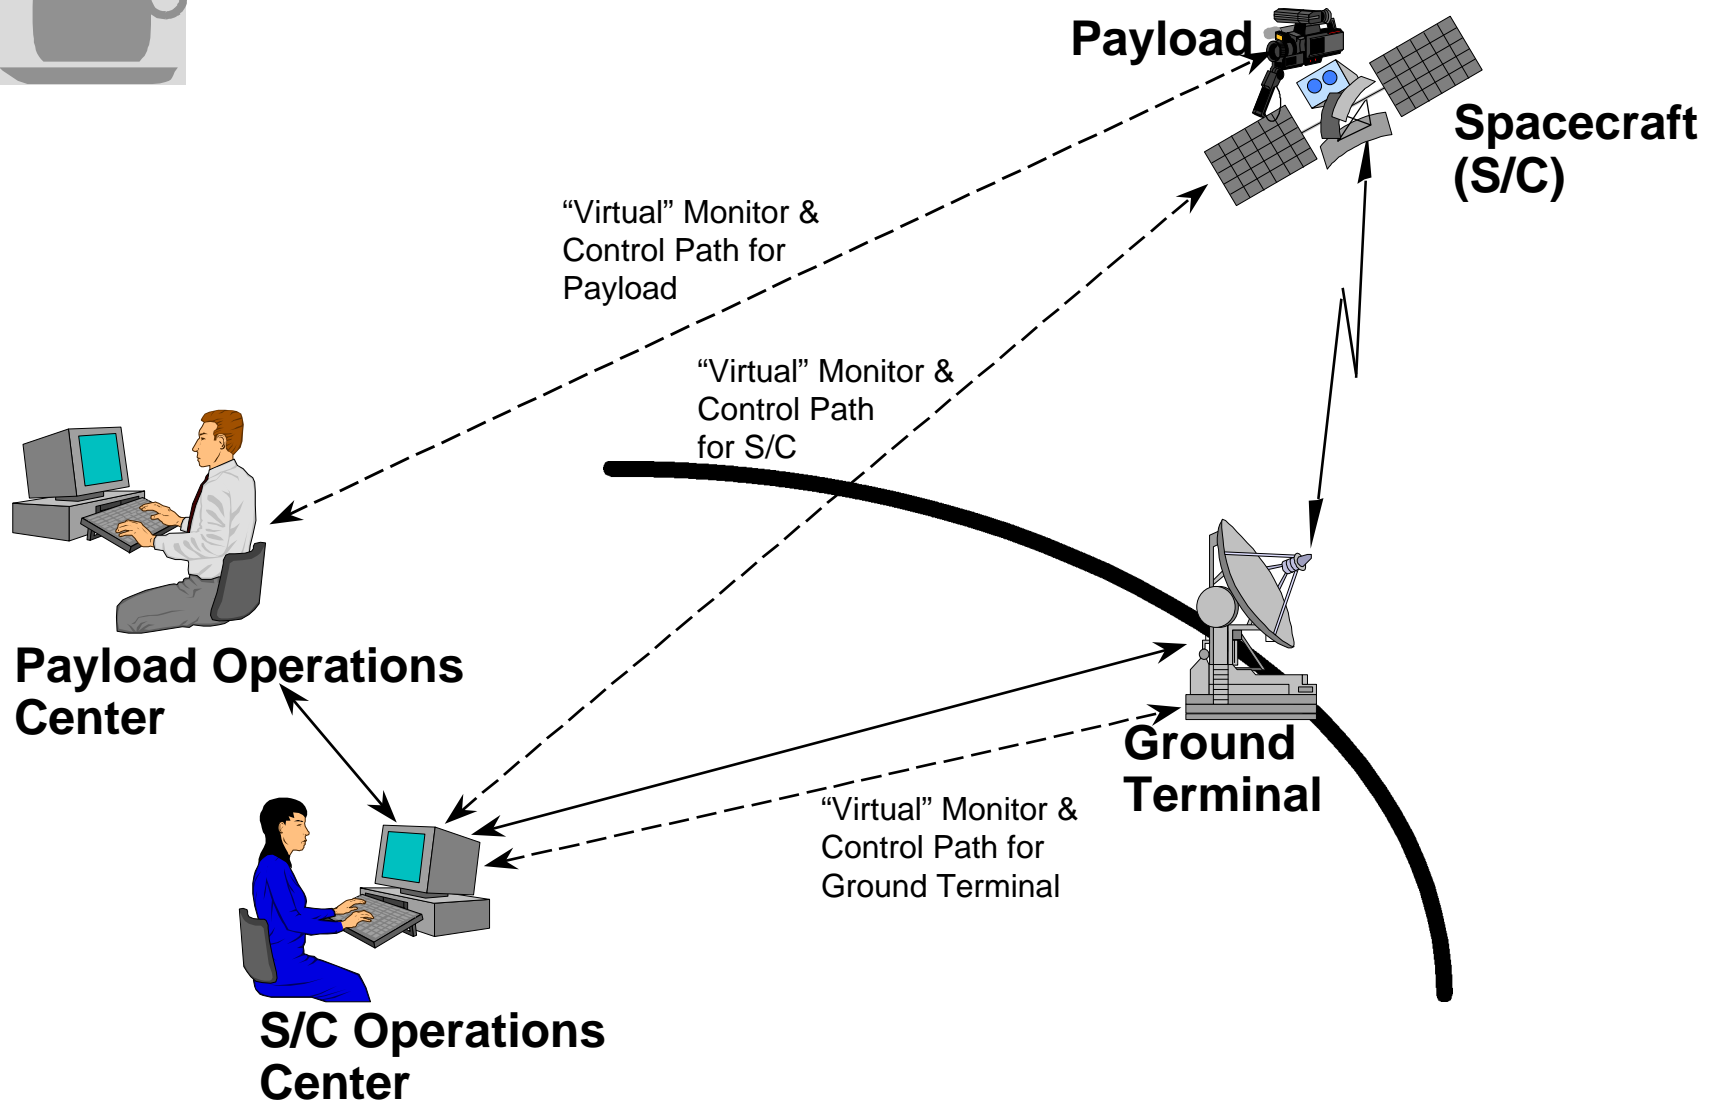 Payload
Spacecraft
(S/C)
“Virtual” Monitor &
Control Path for
Payload
“Virtual” Monitor &
Control Path
for S/C
Payload Operations
Center
Ground
Terminal
“Virtual” Monitor &
Control Path for
Ground Terminal
S/C Operations
Center